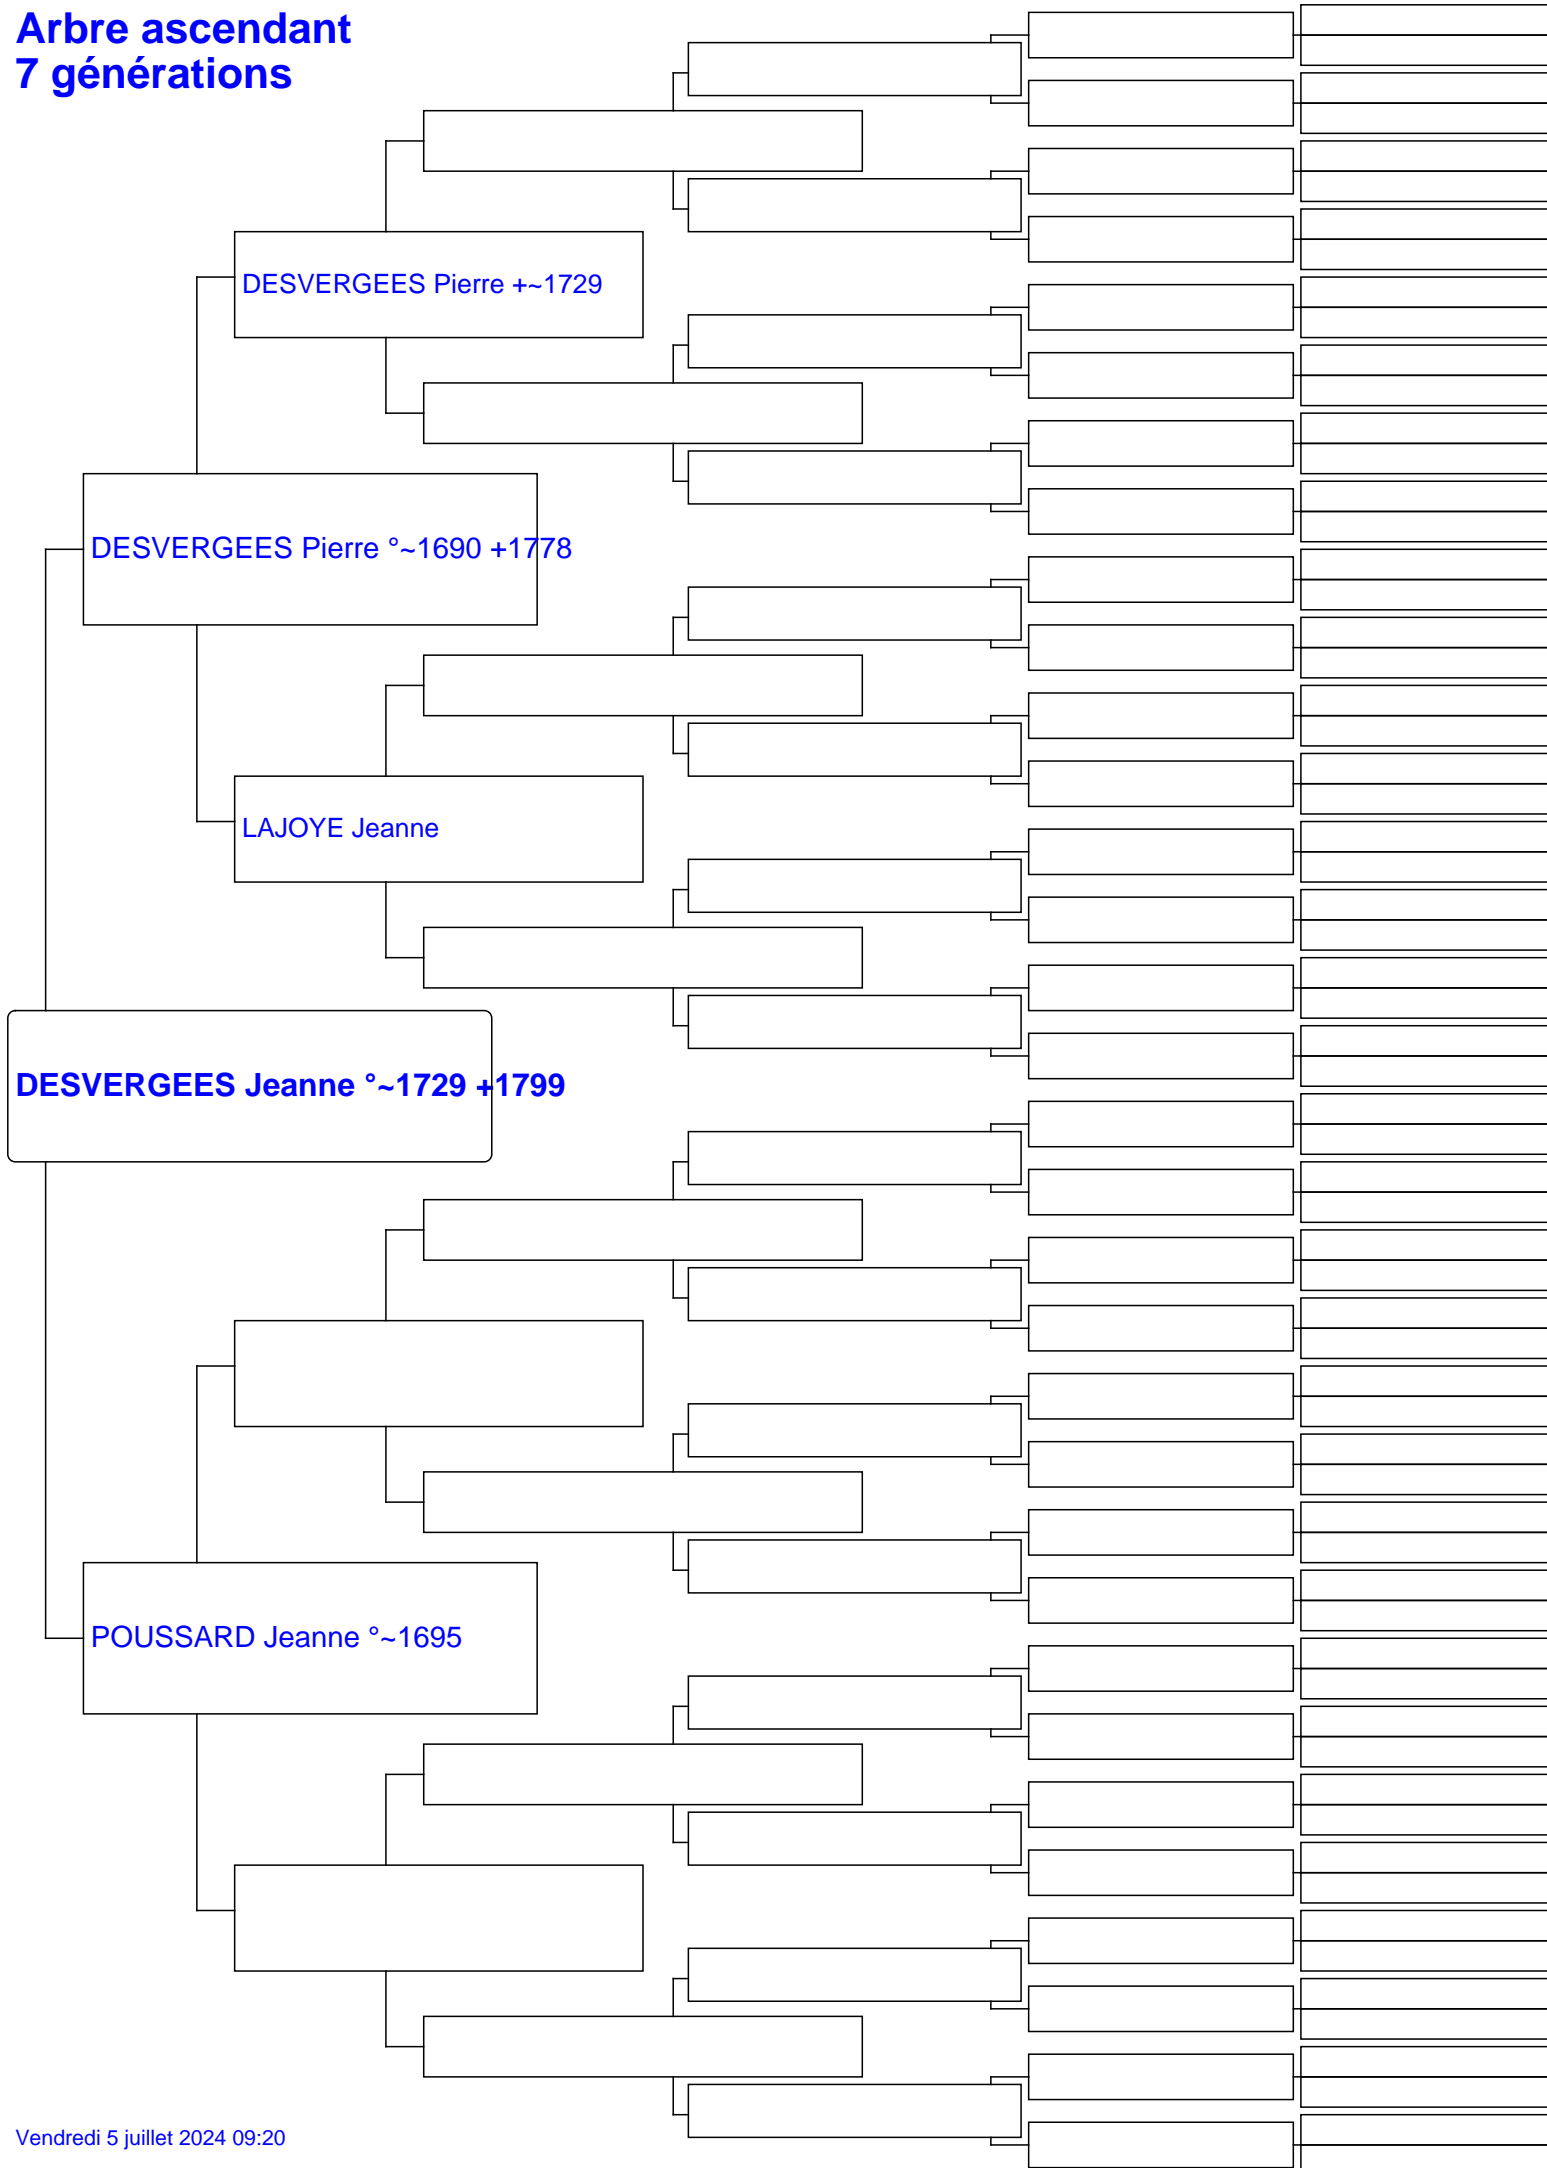 Arbre ascendant
7 générations
DESVERGEES Pierre +~1729
DESVERGEES Pierre °~1690 +1778
LAJOYE Jeanne
DESVERGEES Jeanne °~1729 +1799
POUSSARD Jeanne °~1695
Vendredi 5 juillet 2024 09:20